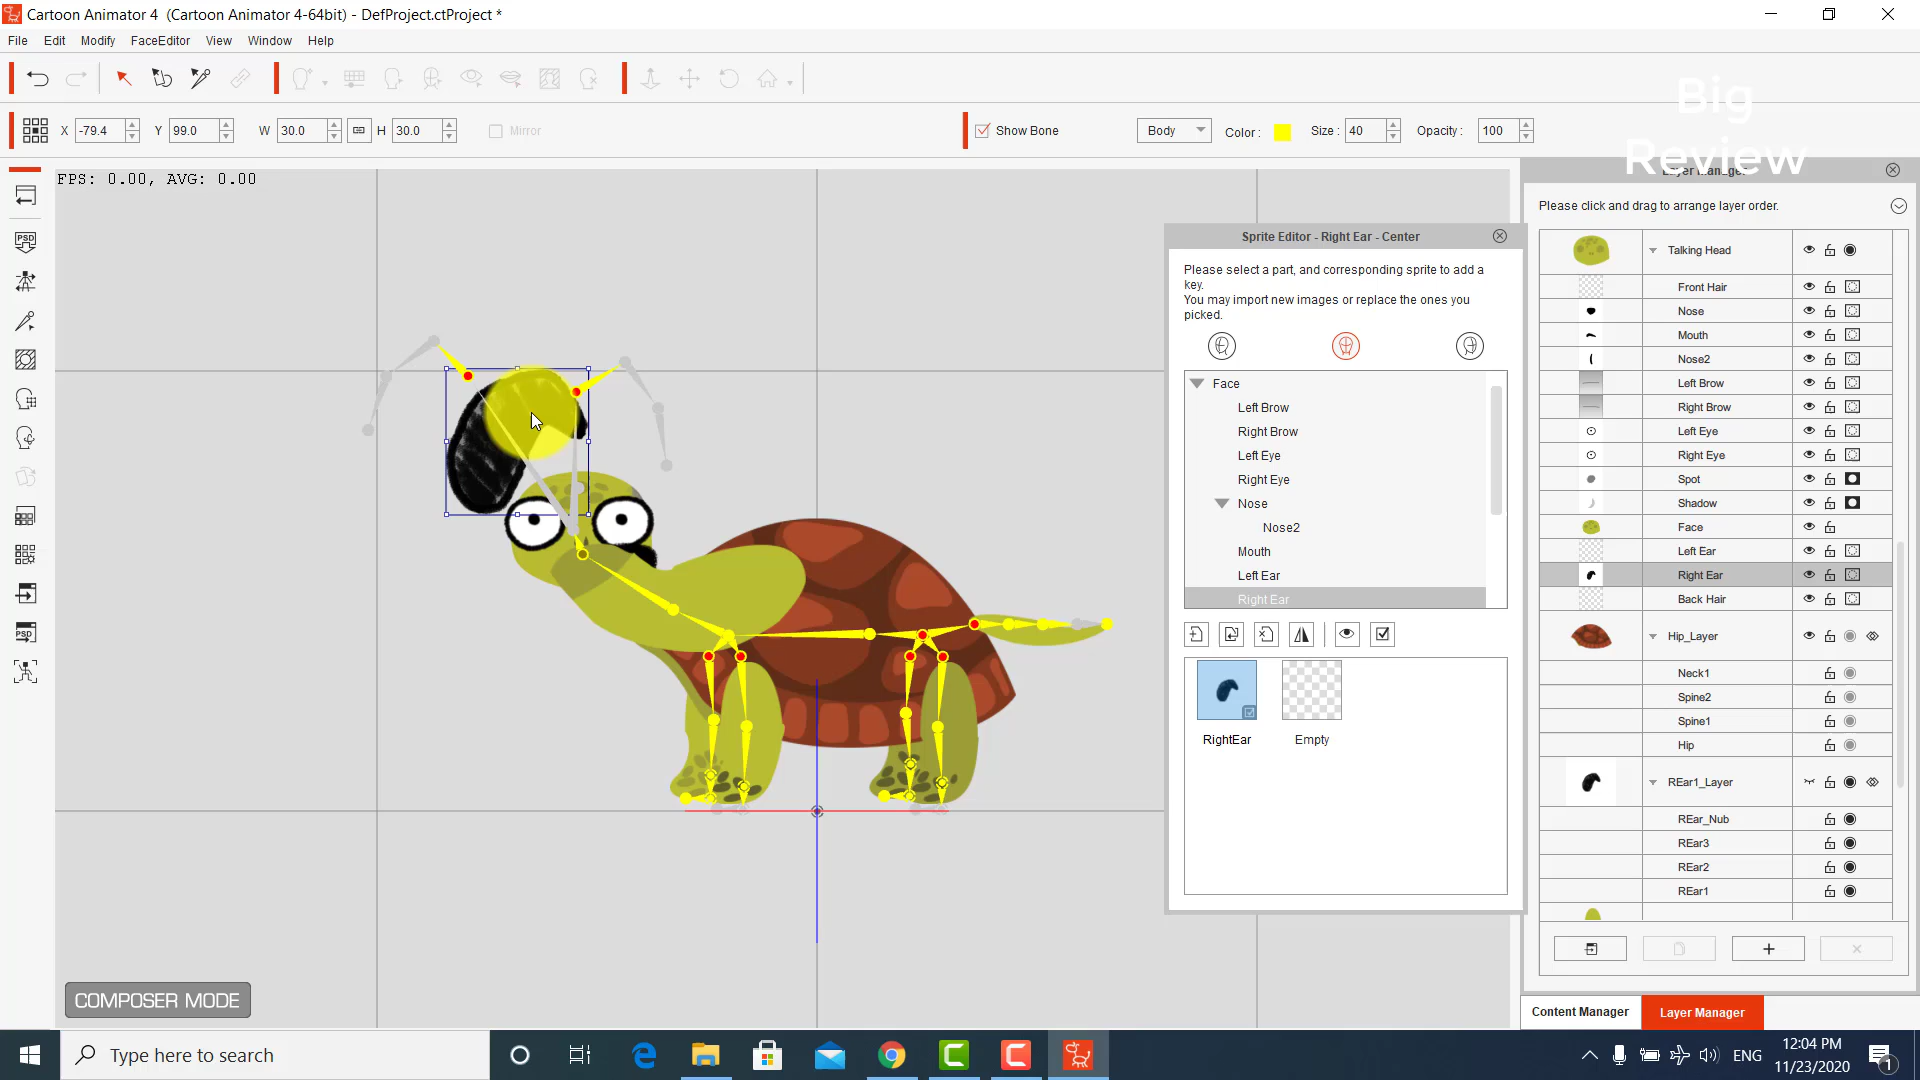 Cartoon Animator 4  (Cartoon Animator 4-64bit) - DefProject.ctProject *
File Edit Modify FaceEditor View Window Help
Big
Review
X -79.4 Y 99.0 W 30.0 H 30.0 Mirror Show Bone Body Color : Size : 40 Opacity : 100
FPS: 0.00, AVG: 0.00
Layer Manager
Please click and drag to arrange layer order.
Sprite Editor - Right Ear - Center
Please select a part, and corresponding sprite to add a
key.
You may import new images or replace the ones you
picked.
Face
Left Brow
Right Brow
Left Eye
Right Eye
Nose
Nose2
Mouth
Left Ear
Right Ear
RightEar Empty
Talking Head
Front Hair
Nose
Mouth
Nose2
Left Brow
Right Brow
Left Eye
Right Eye
Spot
Shadow
Face
Left Ear
Right Ear
Back Hair
Hip_Layer
Neck1
Spine2
Spine1
Hip
REar1_Layer
REar_Nub
REar3
REar2
REar1
COMPOSER MODE
Content Manager Layer Manager
PSD
PSD
Type here to search
ENG
12:04 PM
11/23/2020
1